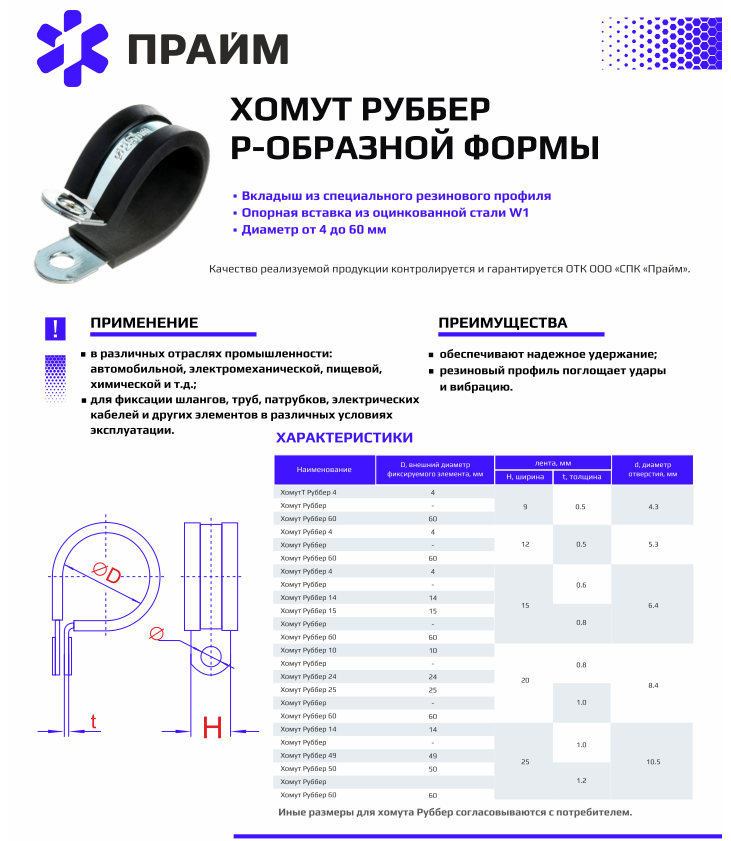 ПРАЙМ
ХОМУТ РУББЕР
Р-ОБРАЗНОЙ ФОРМЫ
▪ Вкладыш из специального резинового профиля
▪ Опорная вставка из оцинкованной стали W1
▪ Диаметр от 4 до 60 мм
Качество реализуемой продукции контролируется и гарантируется ОТК ООО «СПК «Прайм».
!
ПРИМЕНЕНИЕ
▪ в различных отраслях промышленности:
автомобильной, электромеханической, пищевой,
химической и т.д.;
▪ для фиксации шлангов, труб, патрубков, электрических
кабелей и других элементов в различных условиях
эксплуатации.
ПРЕИМУЩЕСТВА
▪ обеспечивают надежное удержание;
▪ резиновый профиль поглощает удары
и вибрацию.
ХАРАКТЕРИСТИКИ
Наименование
D, внешний диаметр
фиксируемого элемента, мм
лента, мм
H, ширина t, толщина
d, диаметр
отверстия, мм
ХомутТ Руббер 4 4
Хомут Руббер - 9 0.5 4.3
Хомут Руббер 60 60
Хомут Руббер 4 4
Хомут Руббер - 12 0.5 5.3
Хомут Руббер 60 60
Хомут Руббер 4 4
Хомут Руббер - 0.6
Хомут Руббер 14 14
Хомут Руббер 15 15 15 6.4
Хомут Руббер - 0.8
Хомут Руббер 60 60
Хомут Руббер 10 10
Хомут Руббер - 0.8
Хомут Руббер 24 24
Хомут Руббер 25 25 20 8.4
Хомут Руббер - 1.0
Хомут Руббер 60 60
Хомут Руббер 14 14
Хомут Руббер - 1.0
Хомут Руббер 49 49
Хомут Руббер 50 50 25 10.5
Хомут Руббер 1.2
Хомут Руббер 60 60
∅D
∅
t
H
Иные размеры для хомута Руббер согласовываются с потребителем.